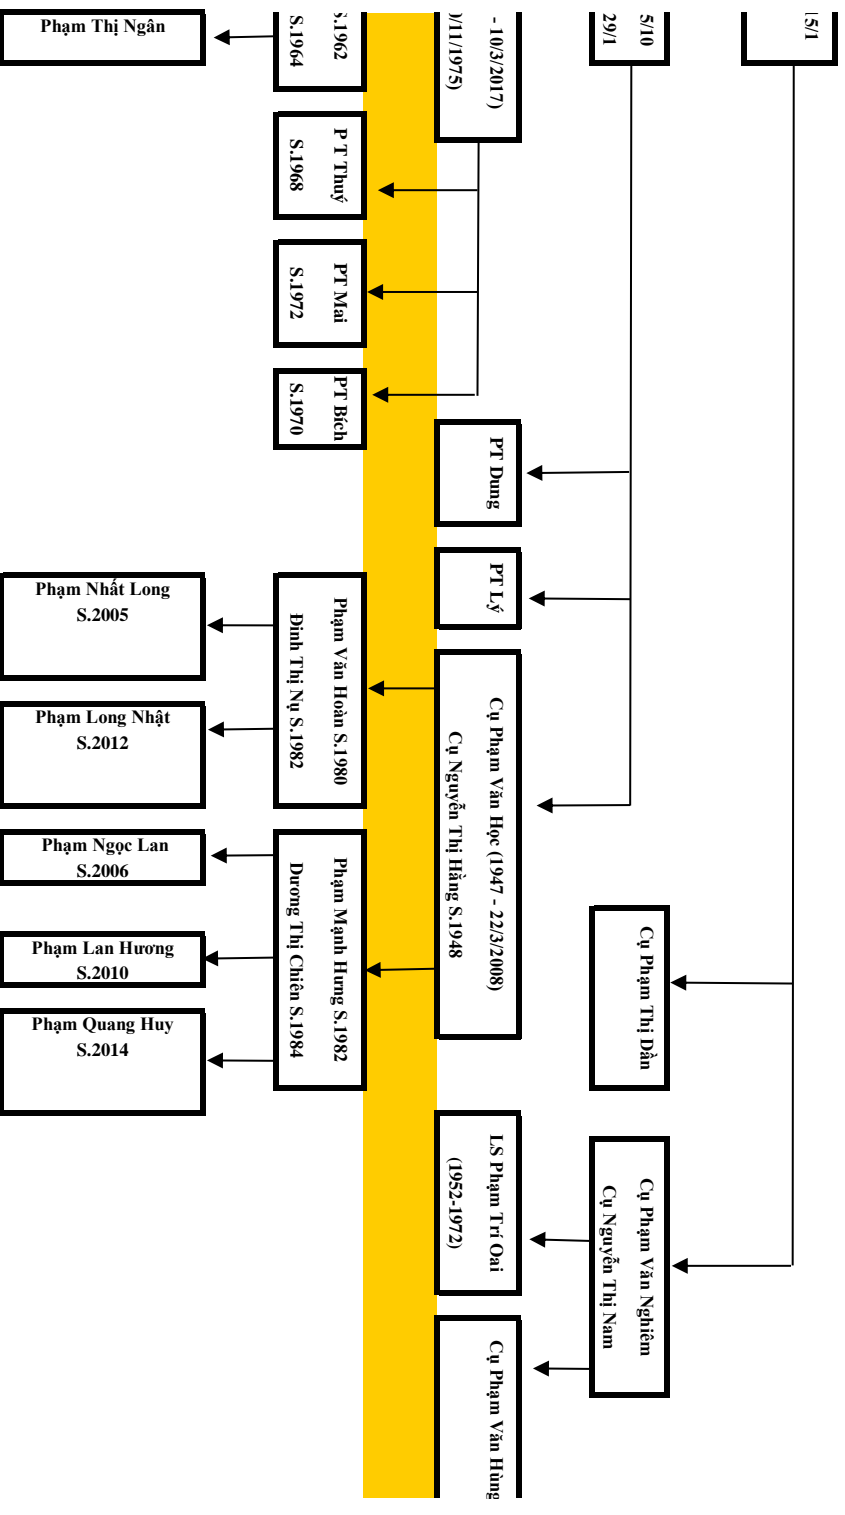 15/1
5/10
29/1
Cụ Phạm Thị Dần
Cụ Phạm Văn Nghiêm
Cụ Nguyễn Thị Nam
- 10/3/2017)
0/11/1975)
PT Dung
PT Lý
Cụ Phạm Văn Học (1947 - 22/3/2008)
Cụ Nguyễn Thị Hằng S.1948
LS Phạm Trí Oai
(1952-1972)
Cụ Phạm Văn Hùng
S.1962
S.1964
P T Thuý
S.1968
PT Mai
S.1972
PT Bích
S.1970
Phạm Văn Hoàn S.1980
Đinh Thị Nụ S.1982
Phạm Mạnh Hưng S.1982
Dương Thị Chiên S.1984
Phạm Thị Ngân
Phạm Nhất Long
S.2005
Phạm Long Nhật
S.2012
Phạm Ngọc Lan
S.2006
Phạm Lan Hương
S.2010
Phạm Quang Huy
S.2014